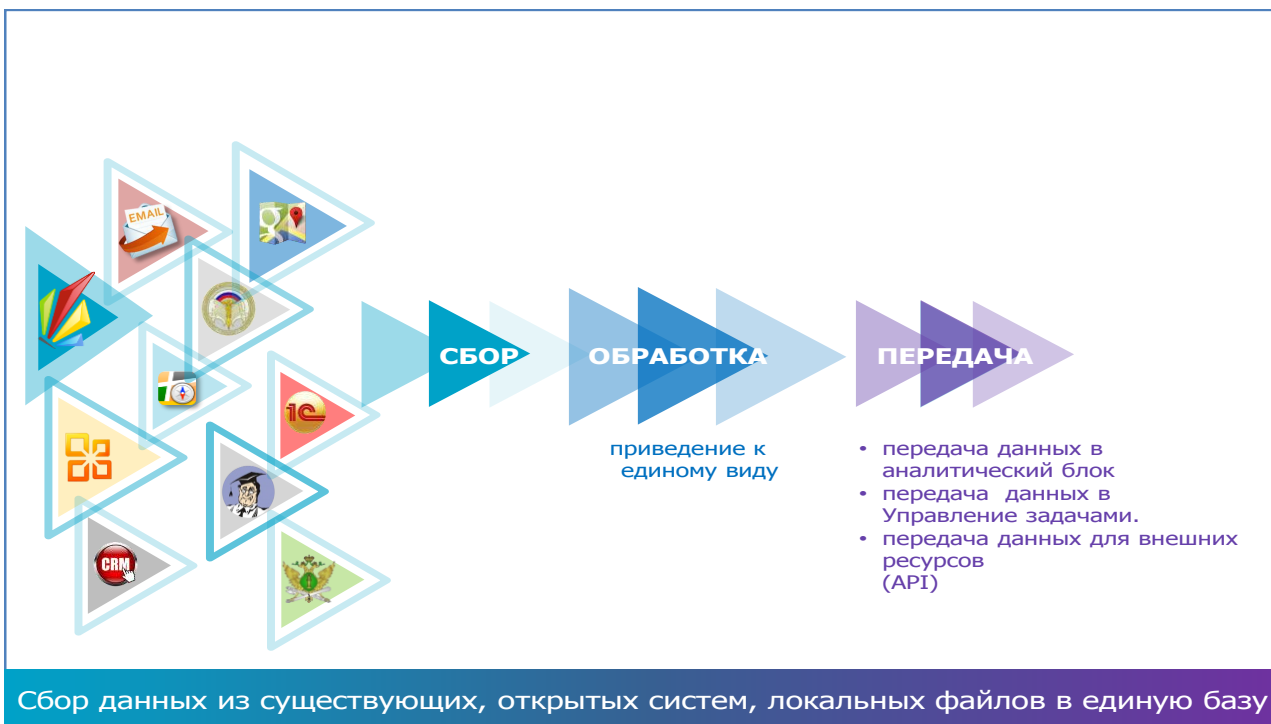 EMAIL
1С
CRM
СБОР
ОБРАБОТКА
ПЕРЕДАЧА
приведение к
единому виду
• передача данных в
аналитический блок
• передача  данных в
Управление задачами.
• передача данных для внешних
ресурсов
(API)
Сбор данных из существующих, открытых систем, локальных файлов в единую базу